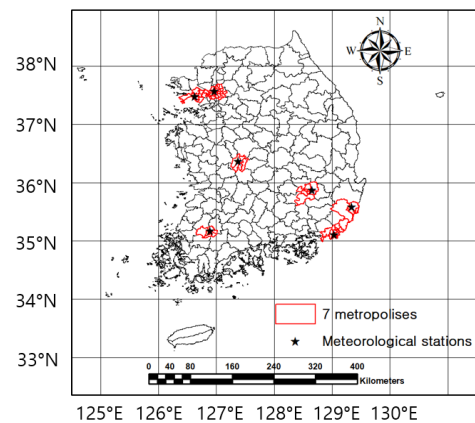 N
W E
S
38°N
37°N
36°N
35°N
34°N
33°N
7 metropolises
Meteorological stations
0 40 80 160 240 320 400
Kilometers
125°E 126°E 127°E 128°E 129°E 130°E